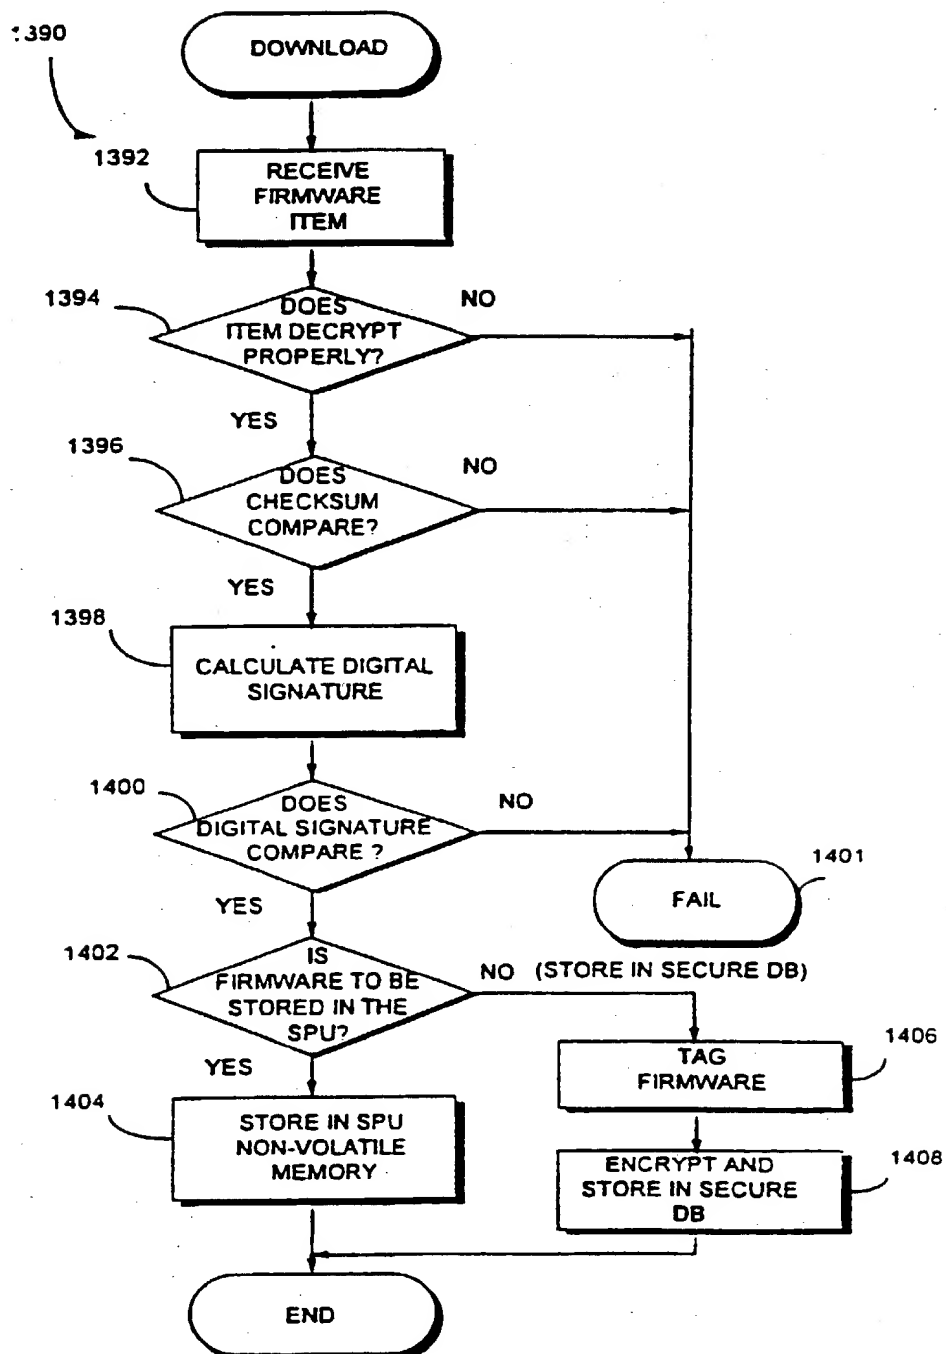 1390
DOWNLOAD
1392
RECEIVE
FIRMWARE
ITEM
1394
DOES
ITEM DECRYPT
PROPERLY?
NO
YES
1396
DOES
CHECKSUM
COMPARE?
NO
YES
1398
CALCULATE DIGITAL
SIGNATURE
1400
DOES
DIGITAL SIGNATURE
COMPARE ?
NO
YES
1401
FAIL
1402
IS
FIRMWARE TO BE
STORED IN THE
SPU?
NO (STORE IN SECURE DB)
YES
1406
TAG
FIRMWARE
1404
STORE IN SPU
NON-VOLATILE
MEMORY
1408
ENCRYPT AND
STORE IN SECURE
DB
END